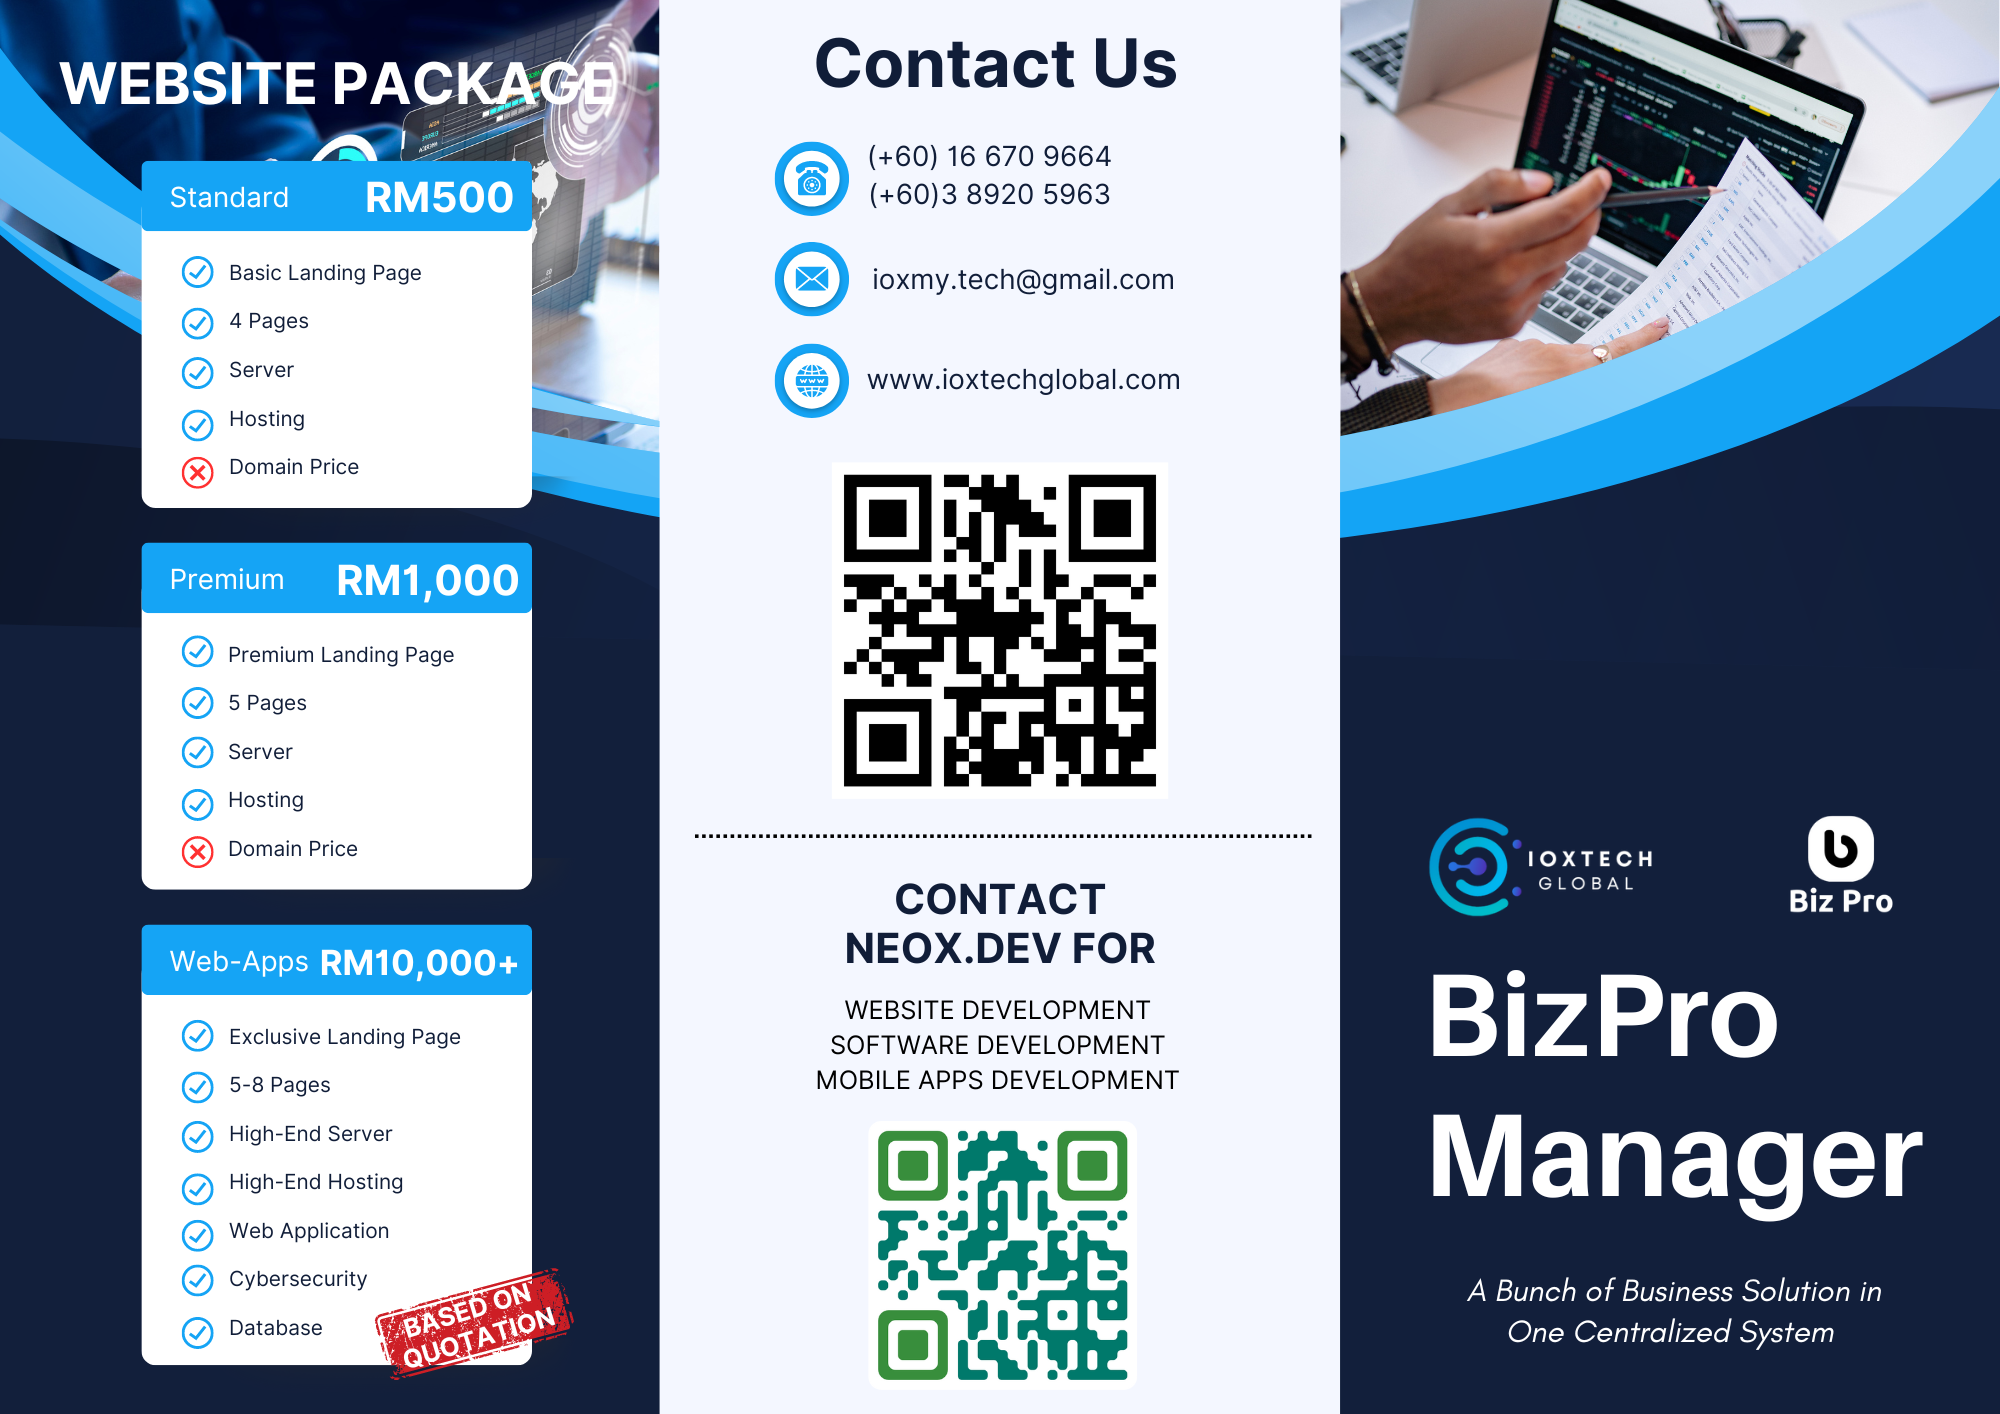 WEBSITE PACKAGE
Standard RM500
Basic Landing Page
4 Pages
Server
Hosting
Domain Price
Premium RM1,000
Premium Landing Page
5 Pages
Server
Hosting
Domain Price
Web-Apps RM10,000+
Exclusive Landing Page
5-8 Pages
High-End Server
High-End Hosting
Web Application
Cybersecurity
Database
BASED ON
QUOTATION
Contact Us
(+60) 16 670 9664
(+60)3 8920 5963
ioxmy.tech@gmail.com
www
www.ioxtechglobal.com
CONTACT
NEOX.DEV FOR
WEBSITE DEVELOPMENT
SOFTWARE DEVELOPMENT
MOBILE APPS DEVELOPMENT
IOXTECH
GLOBAL
b
Biz Pro
BizPro
Manager
A Bunch of Business Solution in
One Centralized System